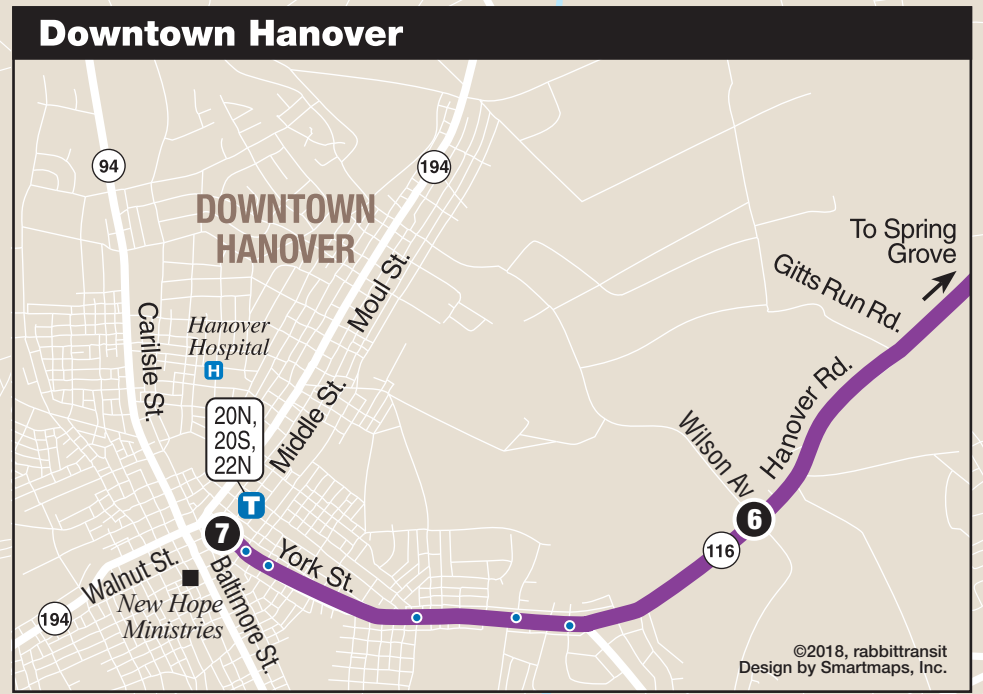 Downtown Hanover
94
194
DOWNTOWN
HANOVER
To Spring
Grove
Gitts Run Rd.
Moul St.
Carlisle St.
Hanover
Hospital
H
Hanover Rd.
Middle St.
20N,
20S,
22N
Wilson Av
T
7
6
116
York St.
Walnut St.
Baltimore St.
New Hope
Ministries
194
©2018, rabbittransit
Design by Smartmaps, Inc.